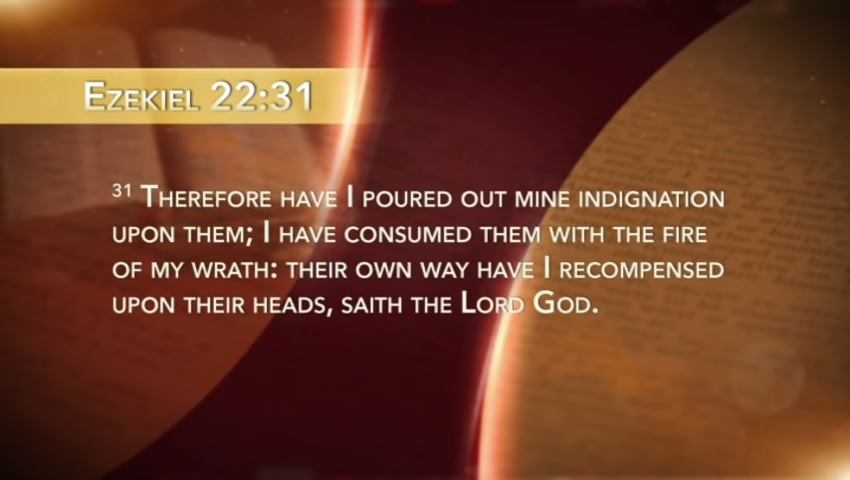 Ezekiel 22:31
31 Therefore have I poured out mine indignation
upon them; I have consumed them with the fire
of my wrath: their own way have I recompensed
upon their heads, saith the Lord God.